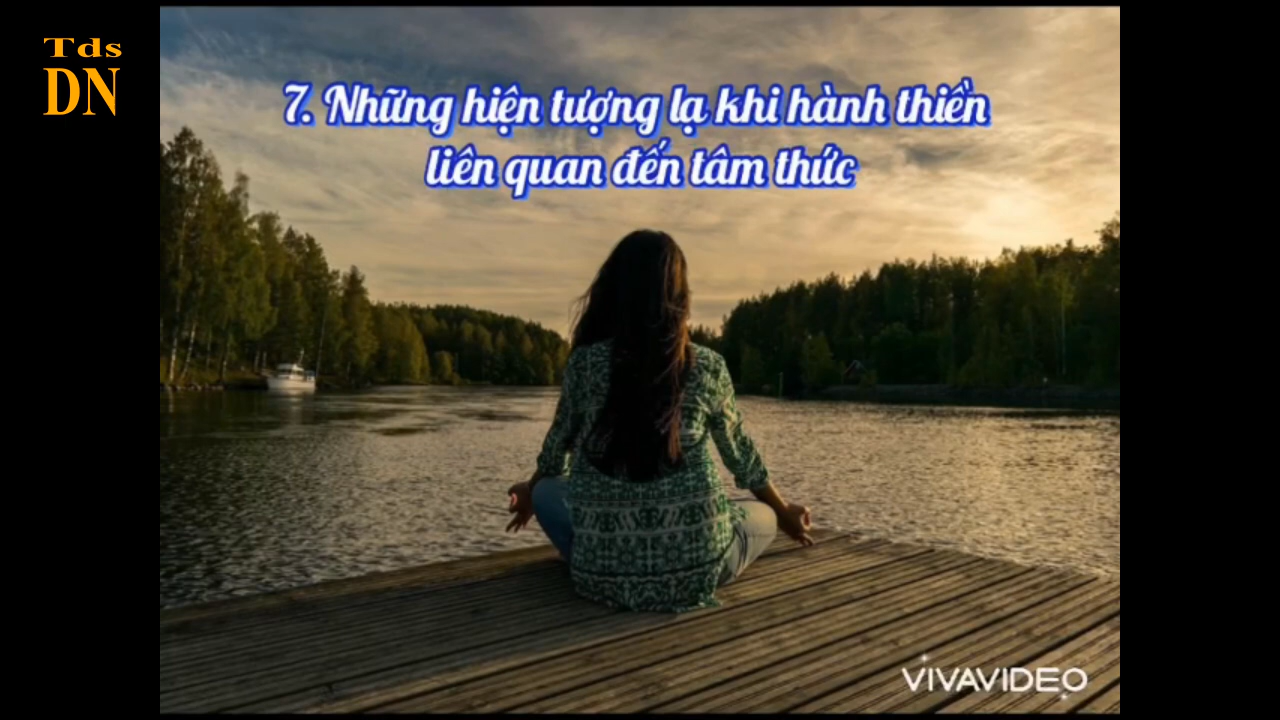 Tds
DN
7. Những hiện tượng lạ khi hành thiền
liên quan đến tâm thức
VIVAVIDEO